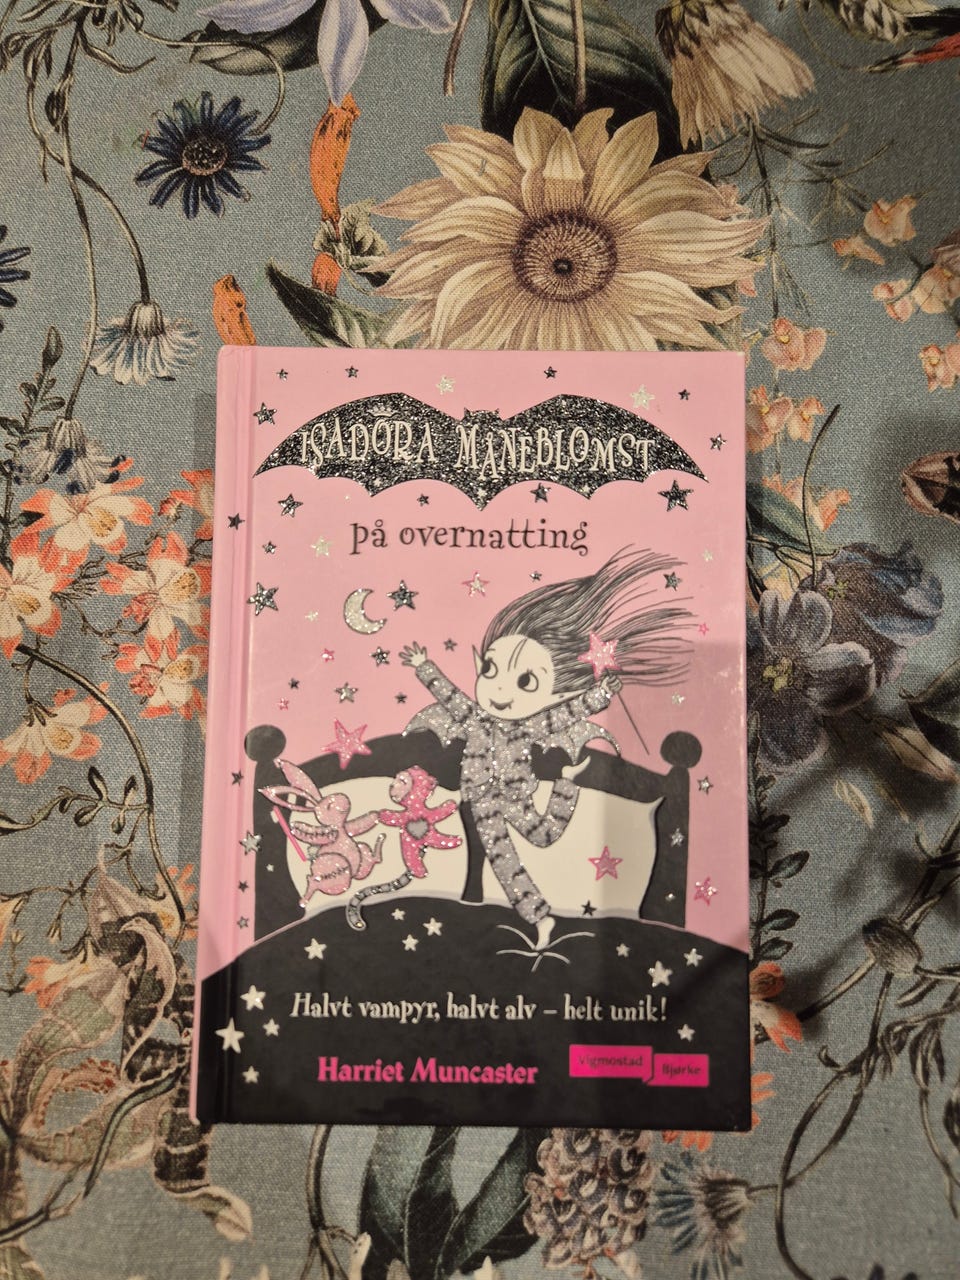 ISADORA MÅNEBLOMST
på overnatting
Halvt vampyr, halvt alv – helt unik!
Harriet Muncaster
Vigmostad
Bjørke